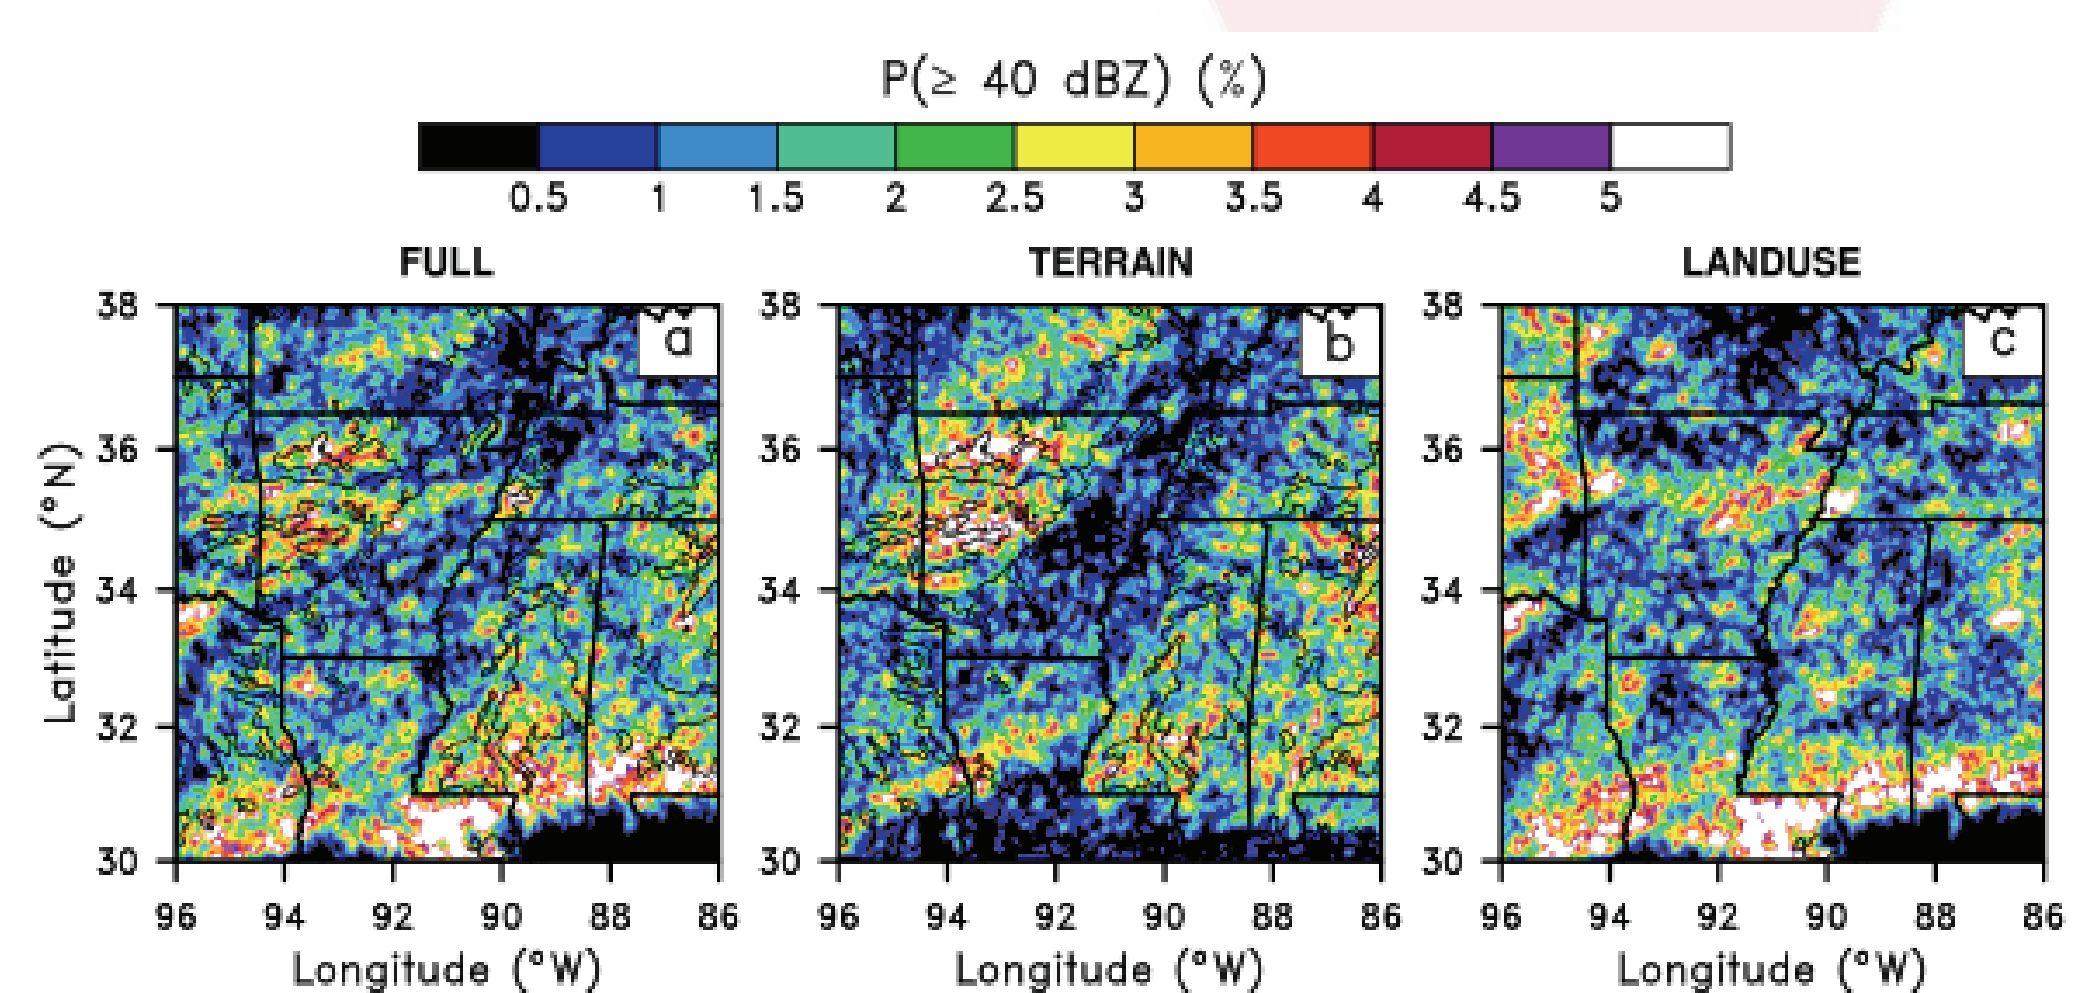 P(≥ 40 dBZ) (%)
0.5 1 1.5 2 2.5 3 3.5 4 4.5 5
FULL TERRAIN LANDUSE
a b c
Latitude (°N)
38 36 34 32 30
38 36 34 32 30
38 36 34 32 30
96 94 92 90 88 86
96 94 92 90 88 86
96 94 92 90 88 86
Longitude (°W) Longitude (°W) Longitude (°W)